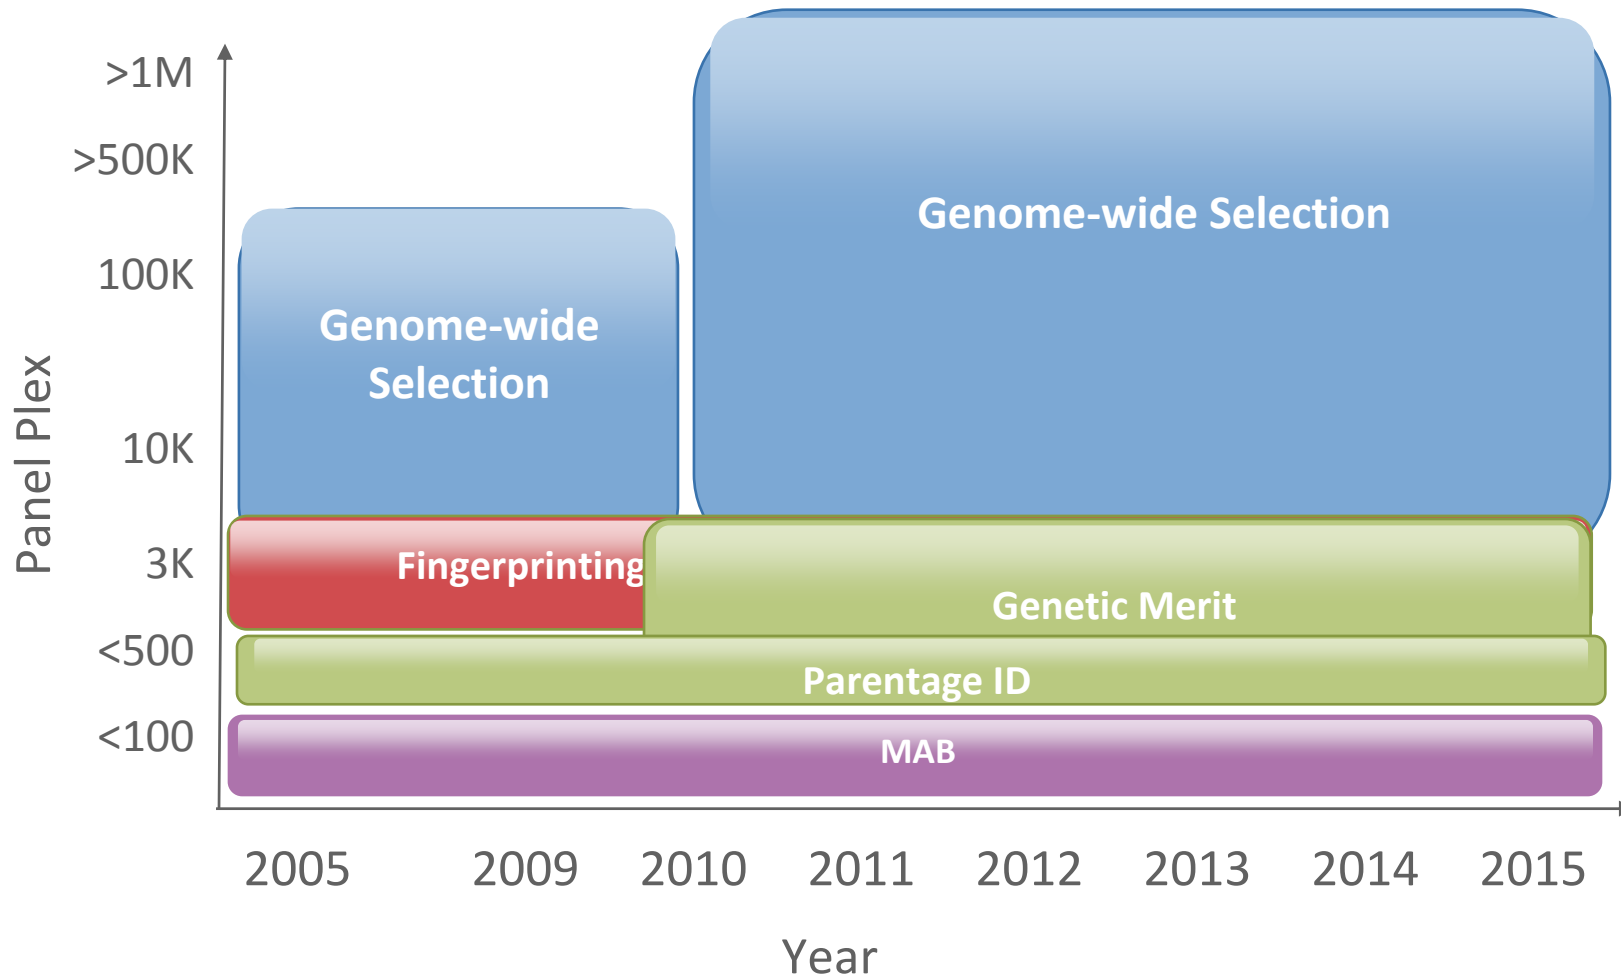 >1M
>500K
100K
10K
3K
<500
<100
Panel Plex
Genome-wide
Selection
Genome-wide Selection
Fingerprinting
Genetic Merit
Parentage ID
MAB
2005 2009 2010 2011 2012 2013 2014 2015
Year